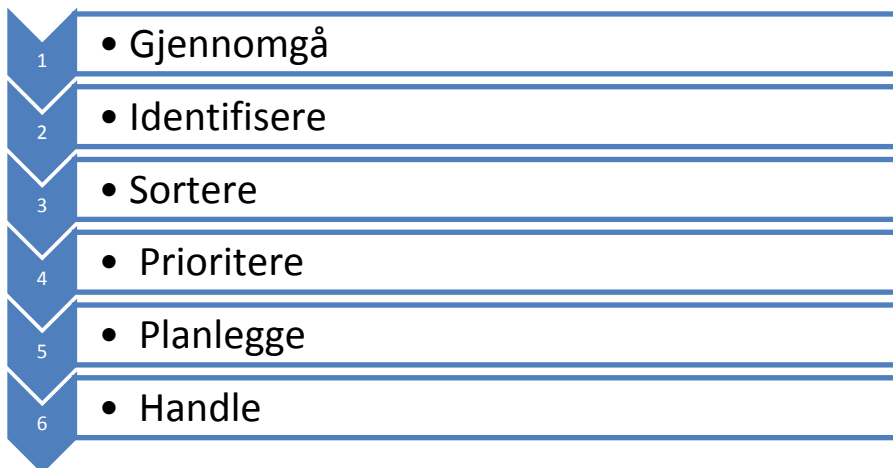 1 • Gjennomgå
2 • Identifisere
3 • Sortere
4 • Prioritere
5 • Planlegge
6 • Handle